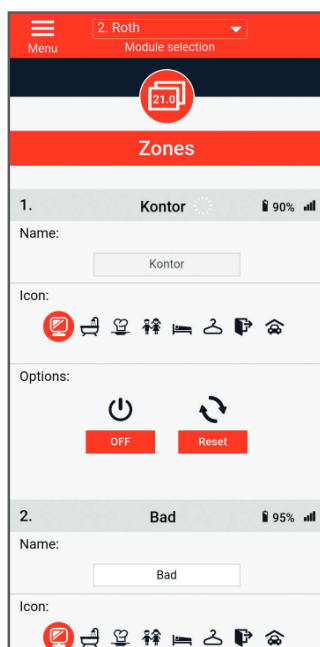 2. Roth
Menu
Module selection
21.0
Zones
1. Kontor 90%
Name:
Kontor
Icon:
Options:
OFF Reset
2. Bad 95%
Name:
Bad
Icon: